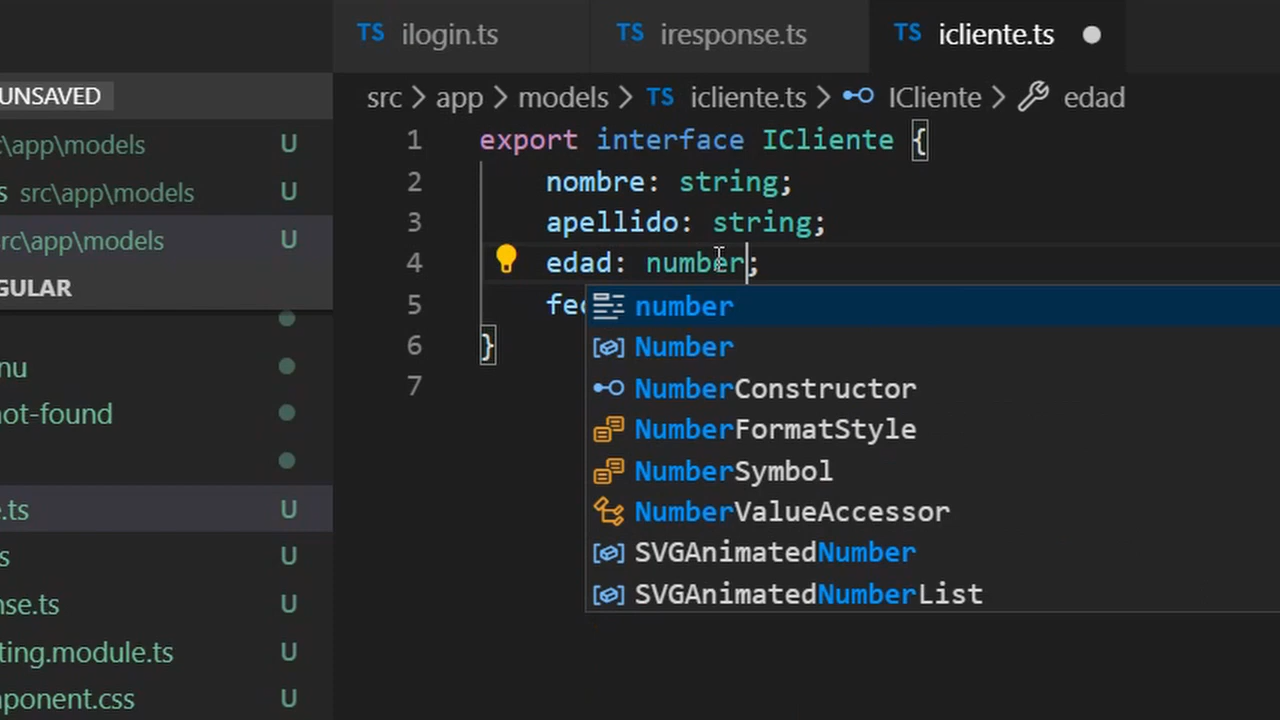 TS ilogin.ts TS iresponse.ts TS icliente.ts
UNSAVED
src > app > models > TS icliente.ts > ICliente > edad
\app\models U
src\app\models U
rc\app\models U
GULAR
nu
ot-found
.ts U
s U
nse.ts U
ting.module.ts U
ponent.css U
1 export interface ICliente {
2 nombre: string;
3 apellido: string;
4 edad: number;
5 fec
6 }
7
number
Number
NumberConstructor
NumberFormatStyle
NumberSymbol
NumberValueAccessor
SVGAnimatedNumber
SVGAnimatedNumberList